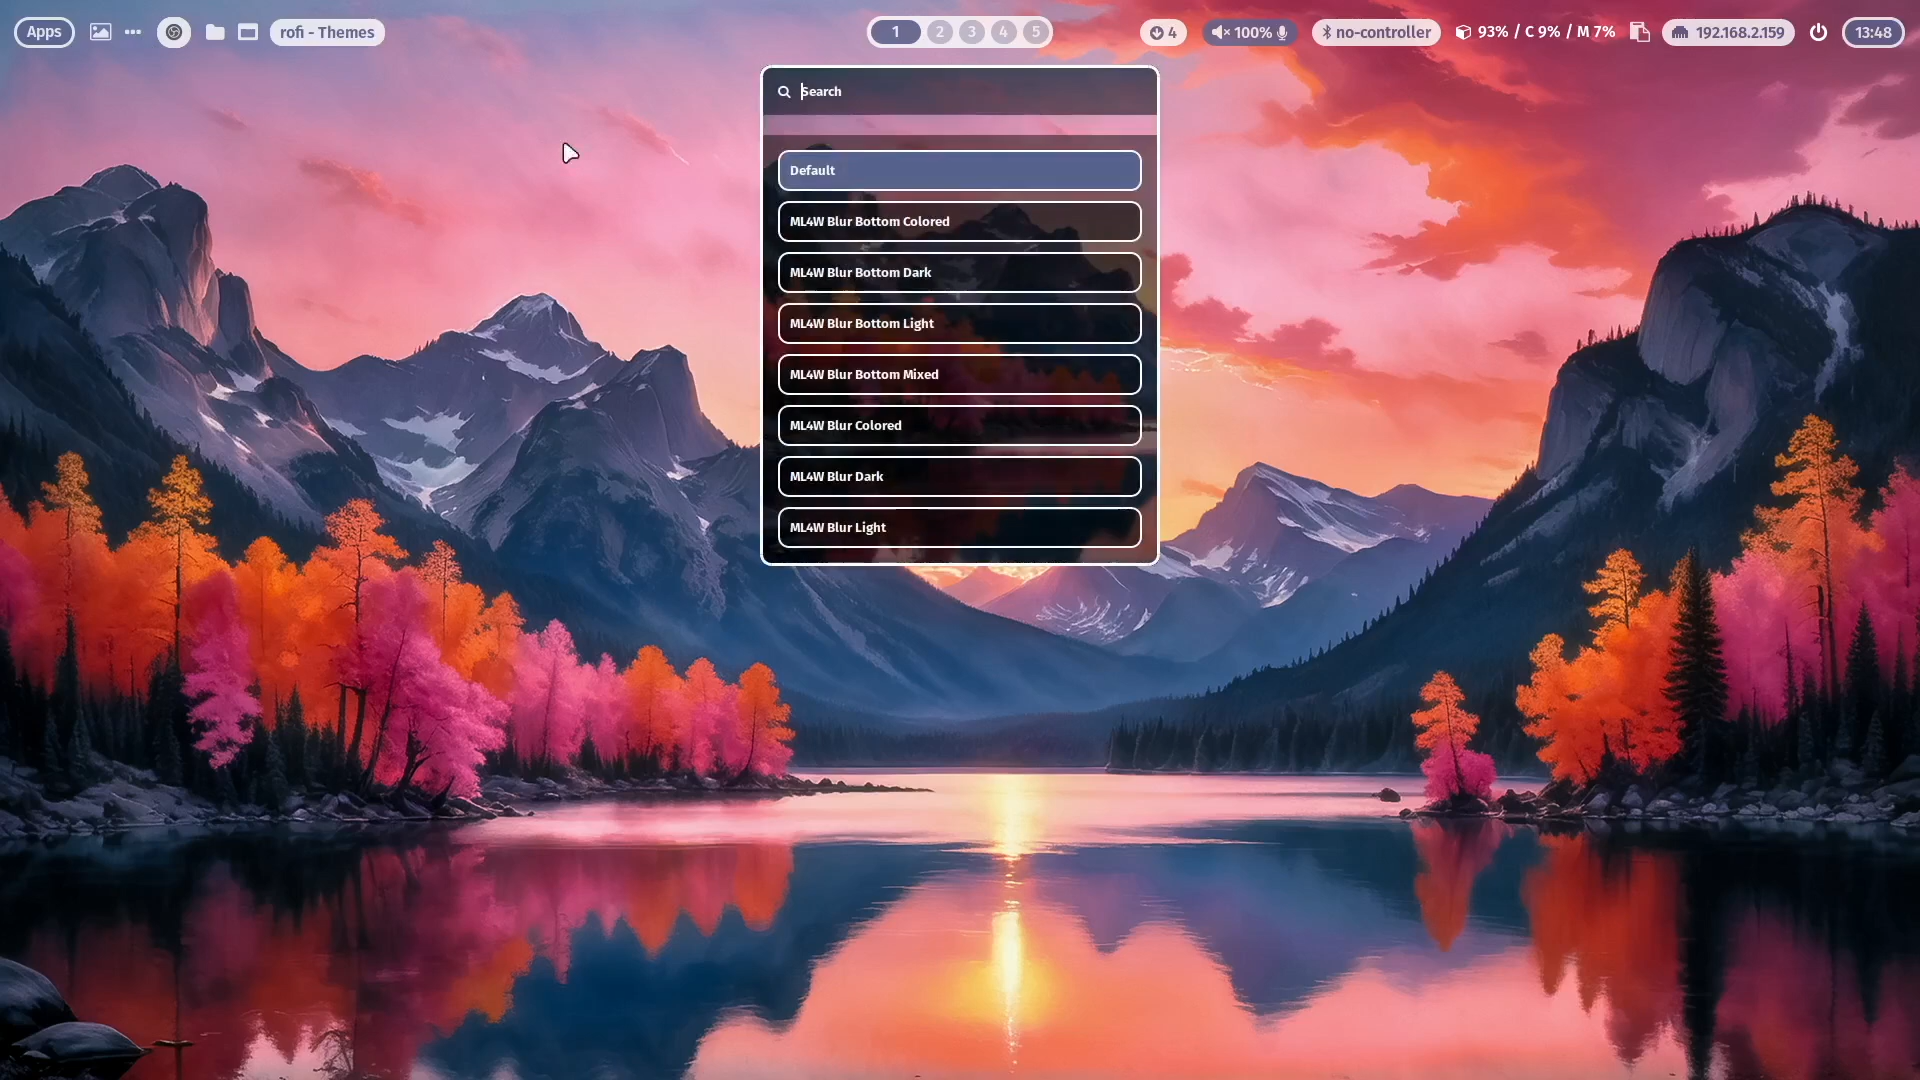 Apps
rofi - Themes
1 2 3 4 5
4
100%
no-controller
93% / C 9% / M 7%
192.168.2.159
13:48
Search
Default
ML4W Blur Bottom Colored
ML4W Blur Bottom Dark
ML4W Blur Bottom Light
ML4W Blur Bottom Mixed
ML4W Blur Colored
ML4W Blur Dark
ML4W Blur Light